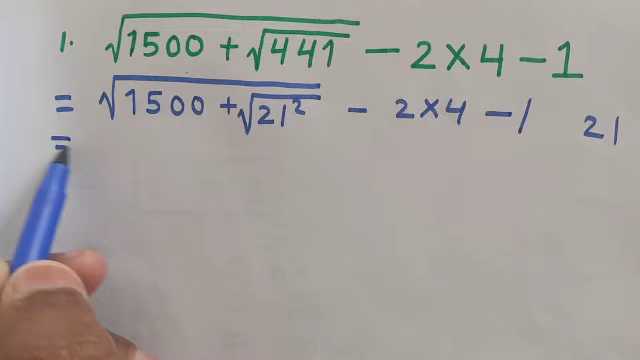 1. √(1500 + √441) − 2 × 4 − 1
= √(1500 + √21²) − 2 × 4 − 1 21
=